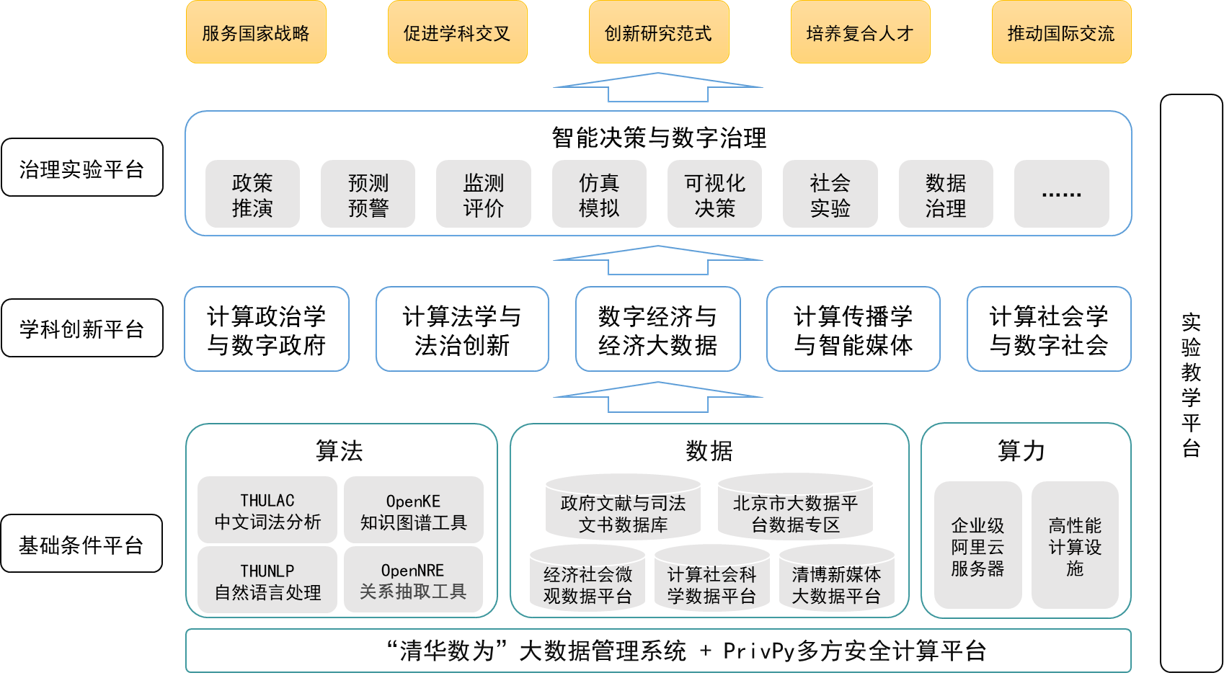 服务国家战略
促进学科交叉
创新研究范式
培养复合人才
推动国际交流
治理实验平台
智能决策与数字治理
政策
推演
预测
预警
监测
评价
仿真
模拟
可视化
决策
社会
实验
数据
治理
······
学科创新平台
计算政治学
与数字政府
计算法学与
法治创新
数字经济与
经济大数据
计算传播学
与智能媒体
计算社会学
与数字社会
基础条件平台
算法
THULAC
中文词法分析
OpenKE
知识图谱工具
THUNLP
自然语言处理
OpenNRE
关系抽取工具
数据
政府文献与司法
文书数据库
北京市大数据平
台数据专区
经济社会微
观数据平台
计算社会科
学数据平台
清博新媒体
大数据平台
算力
企业级
阿里云
服务器
高性能
计算设
施
“清华数为”大数据管理系统 + PrivPy多方安全计算平台
实验教学平台